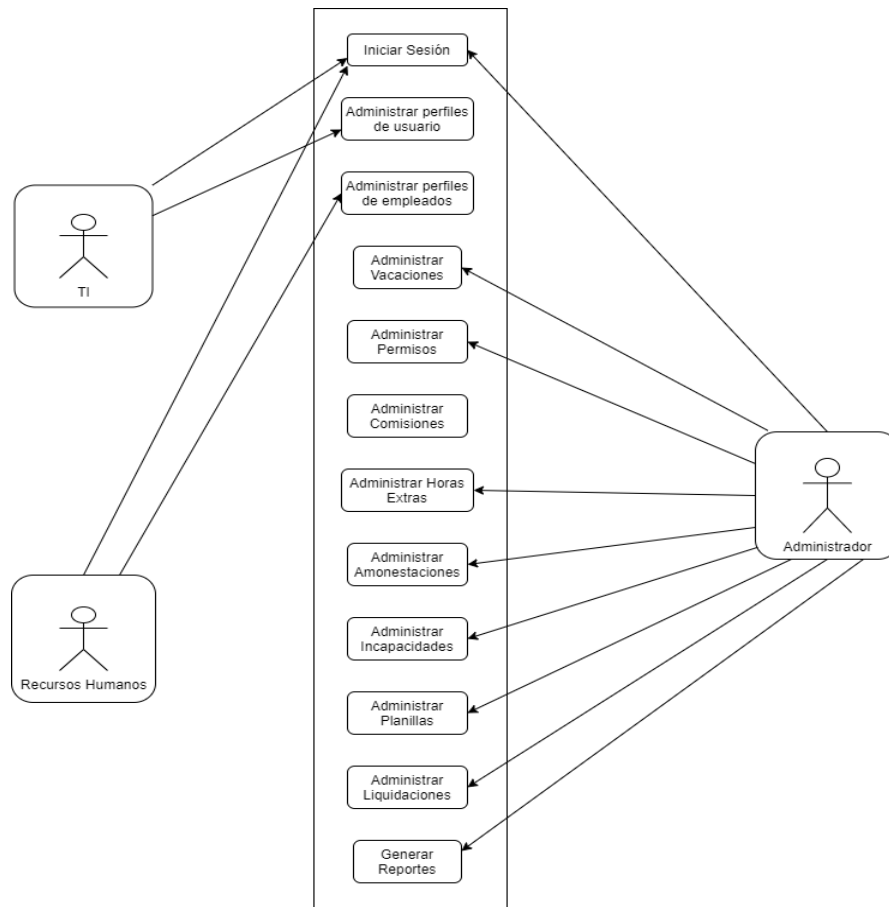 Iniciar Sesión
Administrar perfiles
de usuario
Administrar perfiles
de empleados
TI
Administrar
Vacaciones
Administrar
Permisos
Administrar
Comisiones
Administrar Horas
Extras
Administrador
Administrar
Amonestaciones
Administrar
Incapacidades
Recursos Humanos
Administrar
Planillas
Administrar
Liquidaciones
Generar
Reportes